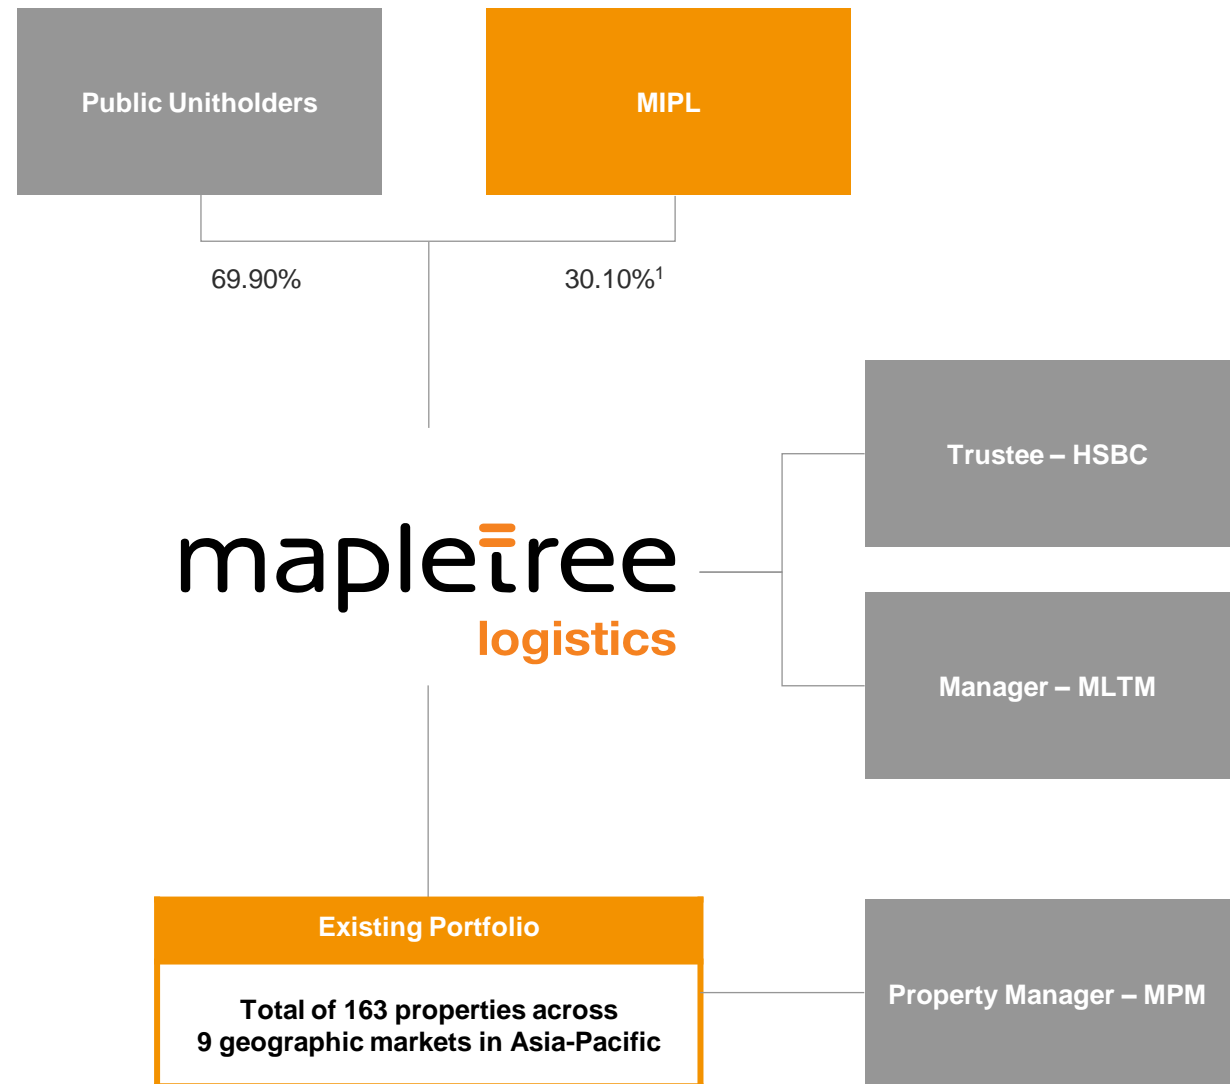 Public Unitholders
MIPL
69.90%
30.10%¹
Trustee – HSBC
mapletree
logistics
Manager – MLTM
Existing Portfolio
Total of 163 properties across
9 geographic markets in Asia-Pacific
Property Manager – MPM